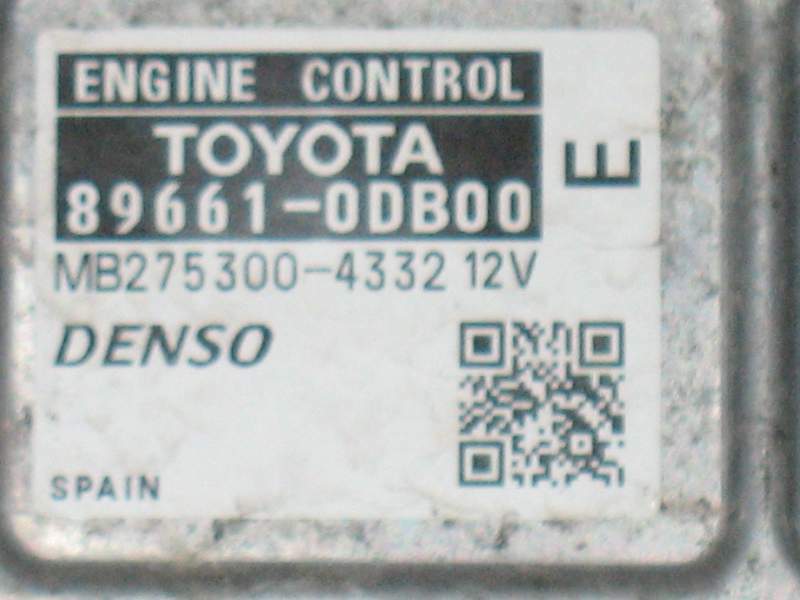 ENGINE CONTROL
TOYOTA
89661-0DB00
E
MB275300-4332 12V
DENSO
SPAIN